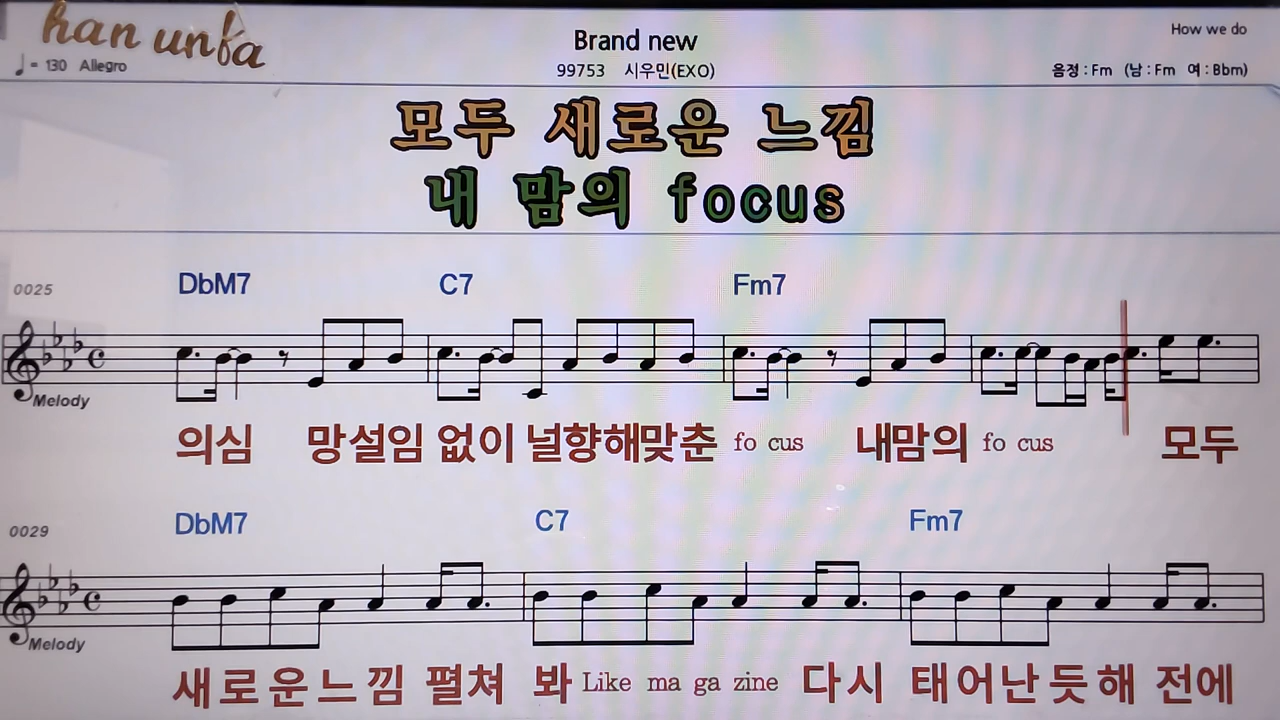 han unfa
Brand new
How we do
♩= 130 Allegro
99753 시우민(EXO)
음정 : Fm (남 : Fm 여 : Bbm)
모두 새로운 느낌
내 맘의 focus
0025 DbM7 C7 Fm7
Melody
의심 망설임 없이 널향해맞춘 fo cus 내맘의 fo cus 모두
0029 DbM7 C7 Fm7
Melody
새로운느낌 펼쳐 봐 Like ma ga zine 다시 태어난듯해 전에